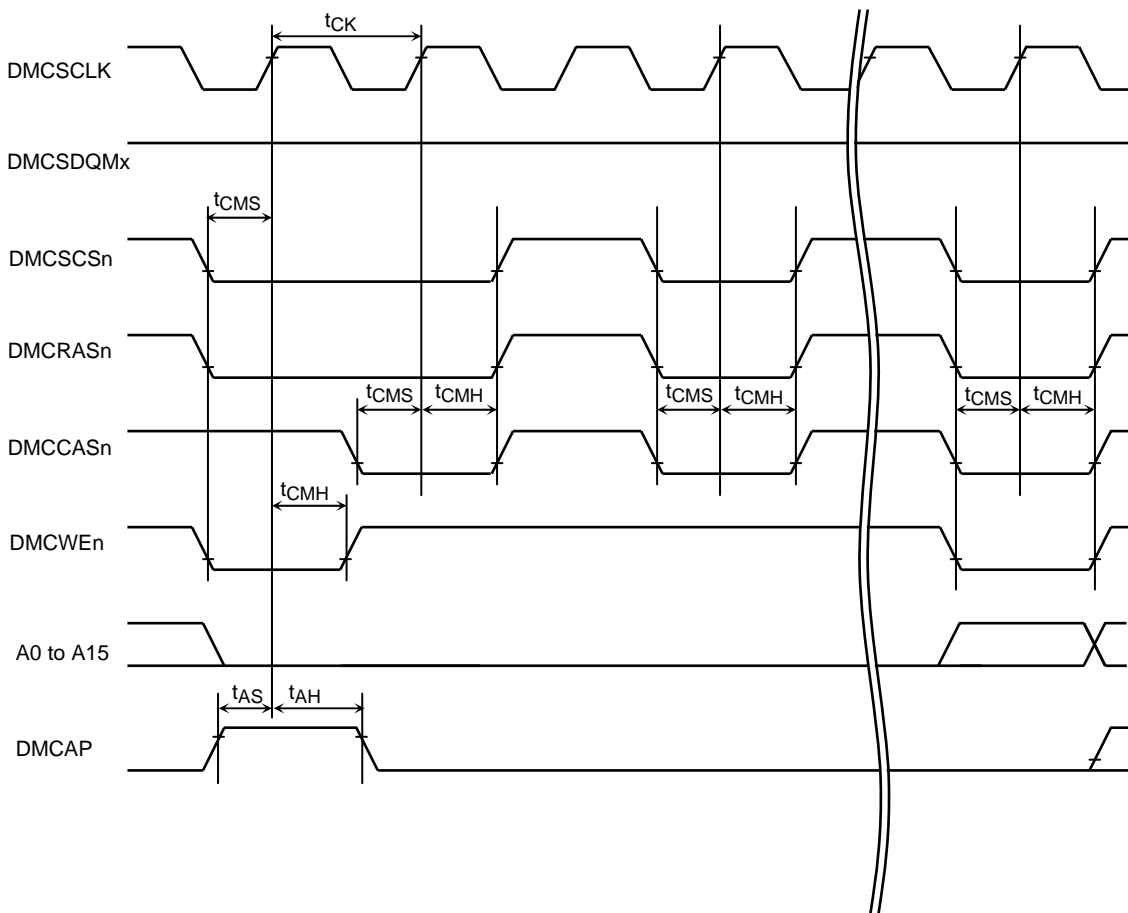 tCK
DMCSCLK
DMCSDQMx
tCMS
DMCSCSn
DMCRASn
tCMS tCMH tCMS tCMH tCMS tCMH
DMCCASn
tCMH
DMCWEn
A0 to A15
tAS tAH
DMCAP